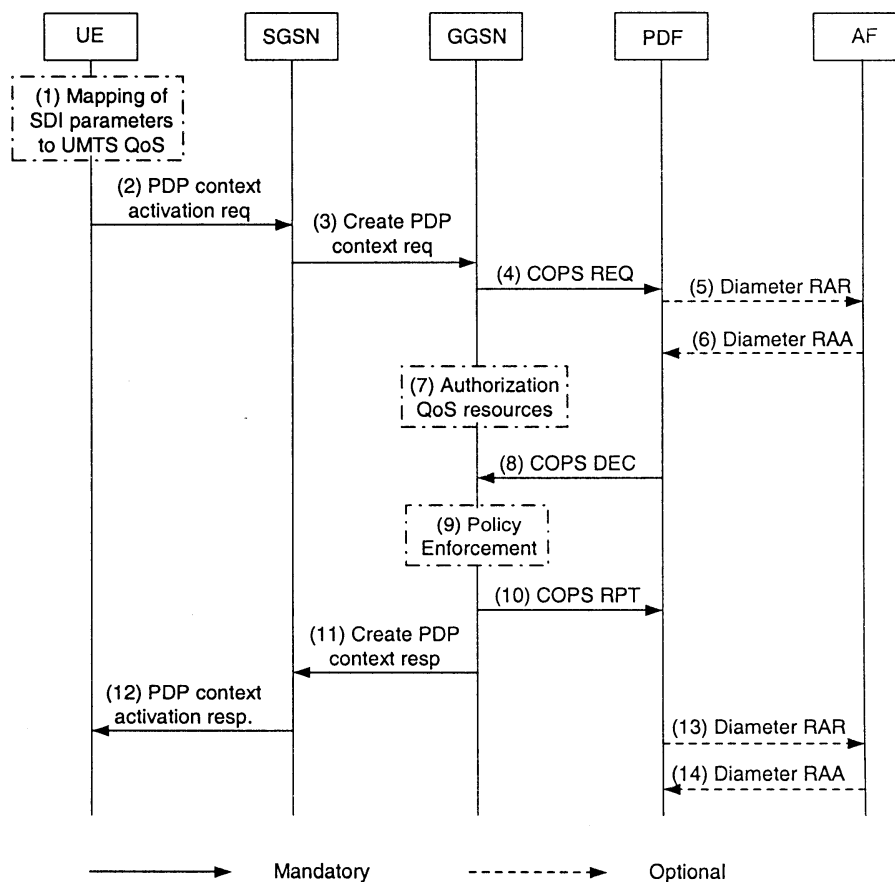 UE
SGSN
GGSN
PDF
AF
(1) Mapping of
SDI parameters
to UMTS QoS
(2) PDP context
activation req
(3) Create PDP
context req
(4) COPS REQ
(5) Diameter RAR
(6) Diameter RAA
(7) Authorization
QoS resources
(8) COPS DEC
(9) Policy
Enforcement
(10) COPS RPT
(11) Create PDP
context resp
(12) PDP context
activation resp.
(13) Diameter RAR
(14) Diameter RAA
Mandatory
Optional